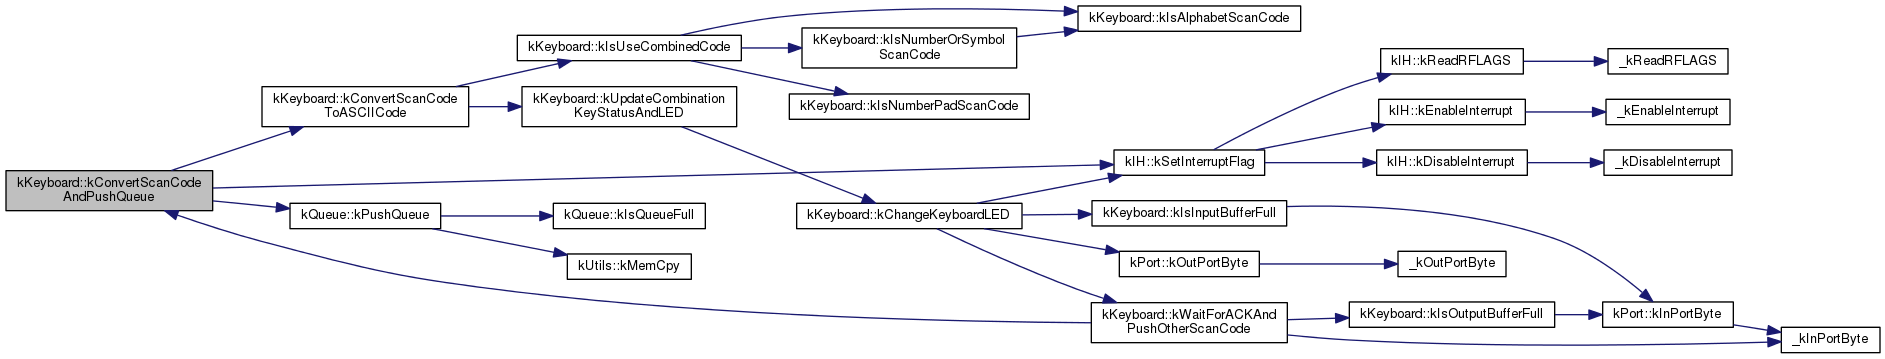 kKeyboard::kIsAlphabetScanCode
kKeyboard::kIsUseCombinedCode
kKeyboard::kIsNumberOrSymbol
ScanCode
kIH::kReadRFLAGS
_kReadRFLAGS
kKeyboard::kConvertScanCode
ToASCIICode
kKeyboard::kUpdateCombination
KeyStatusAndLED
kKeyboard::kIsNumberPadScanCode
kIH::kEnableInterrupt
_kEnableInterrupt
kIH::kSetInterruptFlag
kIH::kDisableInterrupt
_kDisableInterrupt
kKeyboard::kConvertScanCode
AndPushQueue
kQueue::kPushQueue
kQueue::kIsQueueFull
kKeyboard::kChangeKeyboardLED
kKeyboard::kIsInputBufferFull
kUtils::kMemCpy
kPort::kOutPortByte
_kOutPortByte
kKeyboard::kWaitForACKAnd
PushOtherScanCode
kKeyboard::kIsOutputBufferFull
kPort::kInPortByte
_kInPortByte